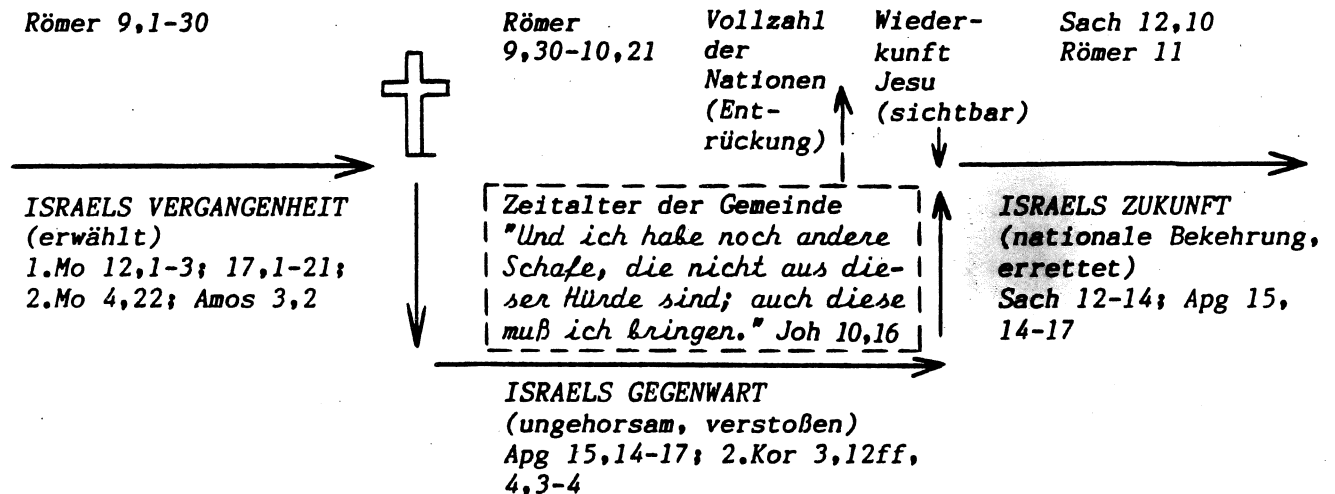 Römer 9,1-30
Römer
9,30-10,21
Vollzahl
der
Nationen
(Ent-
rückung)
Wieder-
kunft
Jesu
(sichtbar)
Sach 12,10
Römer 11
ISRAELS VERGANGENHEIT
(erwählt)
1.Mo 12,1-3; 17,1-21;
2.Mo 4,22; Amos 3,2
Zeitalter der Gemeinde
"Und ich habe noch andere
Schafe, die nicht aus die-
ser Hürde sind; auch diese
muß ich bringen." Joh 10,16
ISRAELS ZUKUNFT
(nationale Bekehrung,
errettet)
Sach 12-14; Apg 15,
14-17
ISRAELS GEGENWART
(ungehorsam, verstoßen)
Apg 15,14-17; 2.Kor 3,12ff,
4,3-4